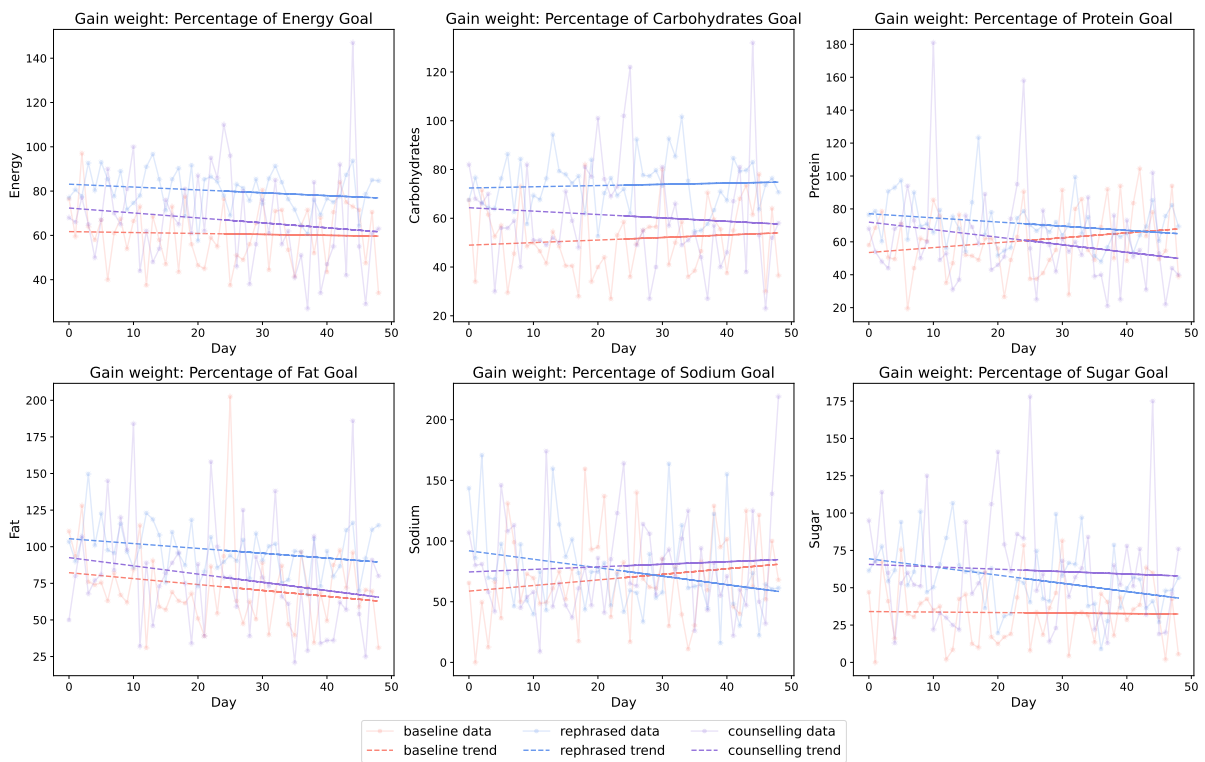 Gain weight: Percentage of Energy Goal
Gain weight: Percentage of Carbohydrates Goal
Gain weight: Percentage of Protein Goal
Energy
140
120
100
80
60
40
0 10 20 30 40 50
Day
Carbohydrates
120
100
80
60
40
20
0 10 20 30 40 50
Day
Protein
180
160
140
120
100
80
60
40
20
0 10 20 30 40 50
Day
Gain weight: Percentage of Fat Goal
Gain weight: Percentage of Sodium Goal
Gain weight: Percentage of Sugar Goal
Fat
200
175
150
125
100
75
50
25
0 10 20 30 40 50
Day
Sodium
200
150
100
50
0
0 10 20 30 40 50
Day
Sugar
175
150
125
100
75
50
25
0
0 10 20 30 40 50
Day
baseline data rephrased data counselling data
baseline trend rephrased trend counselling trend